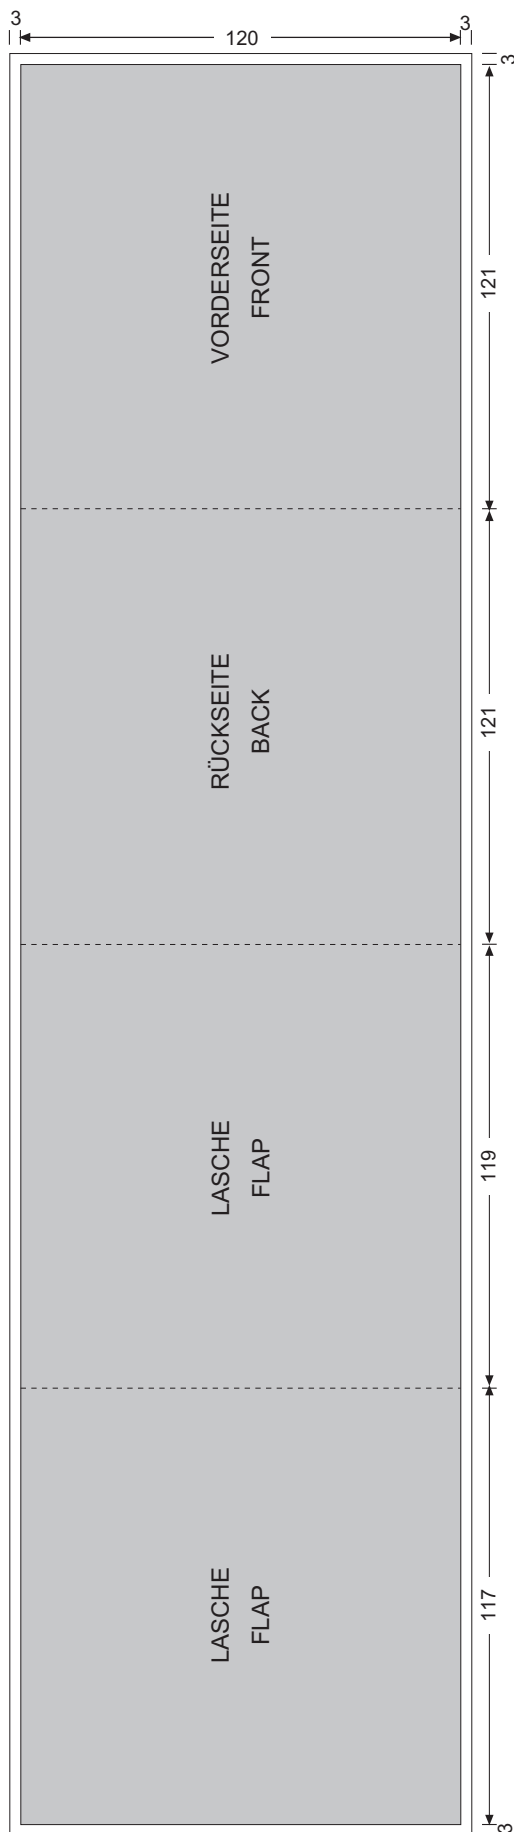 3
3
120
3
VORDERSEITE
FRONT
121
RÜCKSEITE
BACK
121
LASCHE
FLAP
119
LASCHE
FLAP
117
3